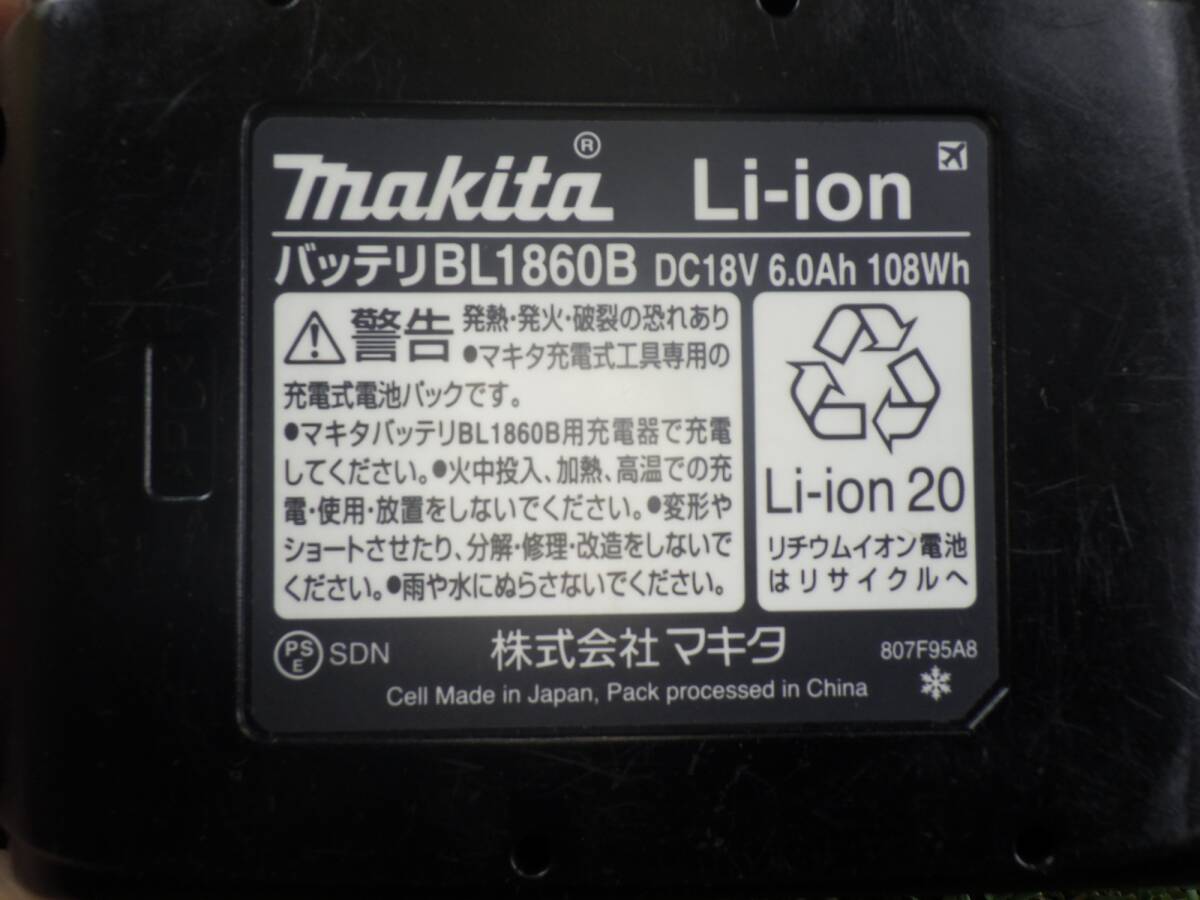 makita® Li-ion
バッテリBL1860B DC18V 6.0Ah 108Wh
警告 発熱・発火・破裂の恐れあり
●マキタ充電式工具専用の
充電式電池パックです。
●マキタバッテリBL1860B用充電器で充電
してください。●火中投入、加熱、高温での充
電・使用・放置をしないでください。●変形や
ショートさせたり、分解・修理・改造をしないで
ください。●雨や水にぬらさないでください。
Li-ion 20
リチウムイオン電池
はリサイクルへ
PSE SDN 株式会社マキタ 807F95A8
Cell Made in Japan, Pack processed in China